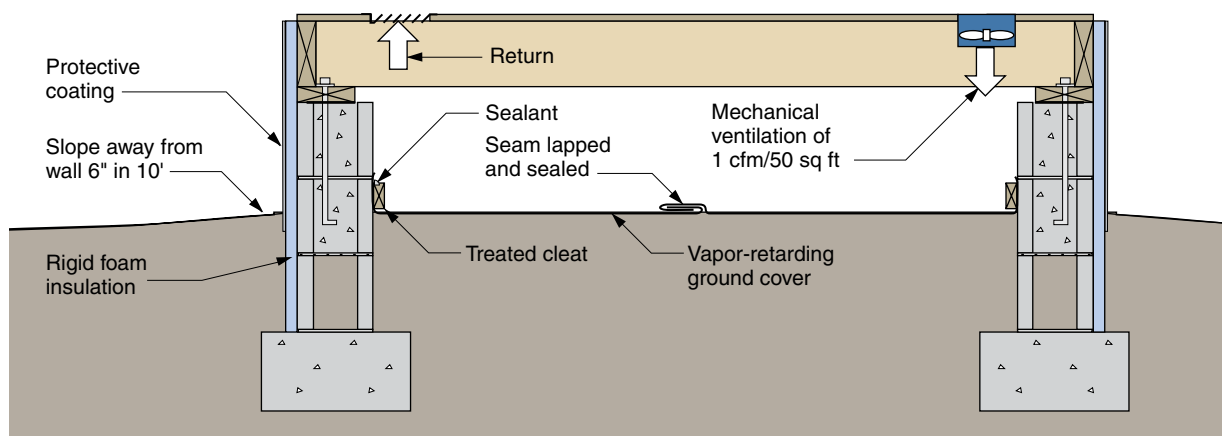 Protective
coating
Return
Mechanical
ventilation of
1 cfm/50 sq ft
Sealant
Slope away from
wall 6" in 10'
Seam lapped
and sealed
Treated cleat
Vapor-retarding
ground cover
Rigid foam
insulation